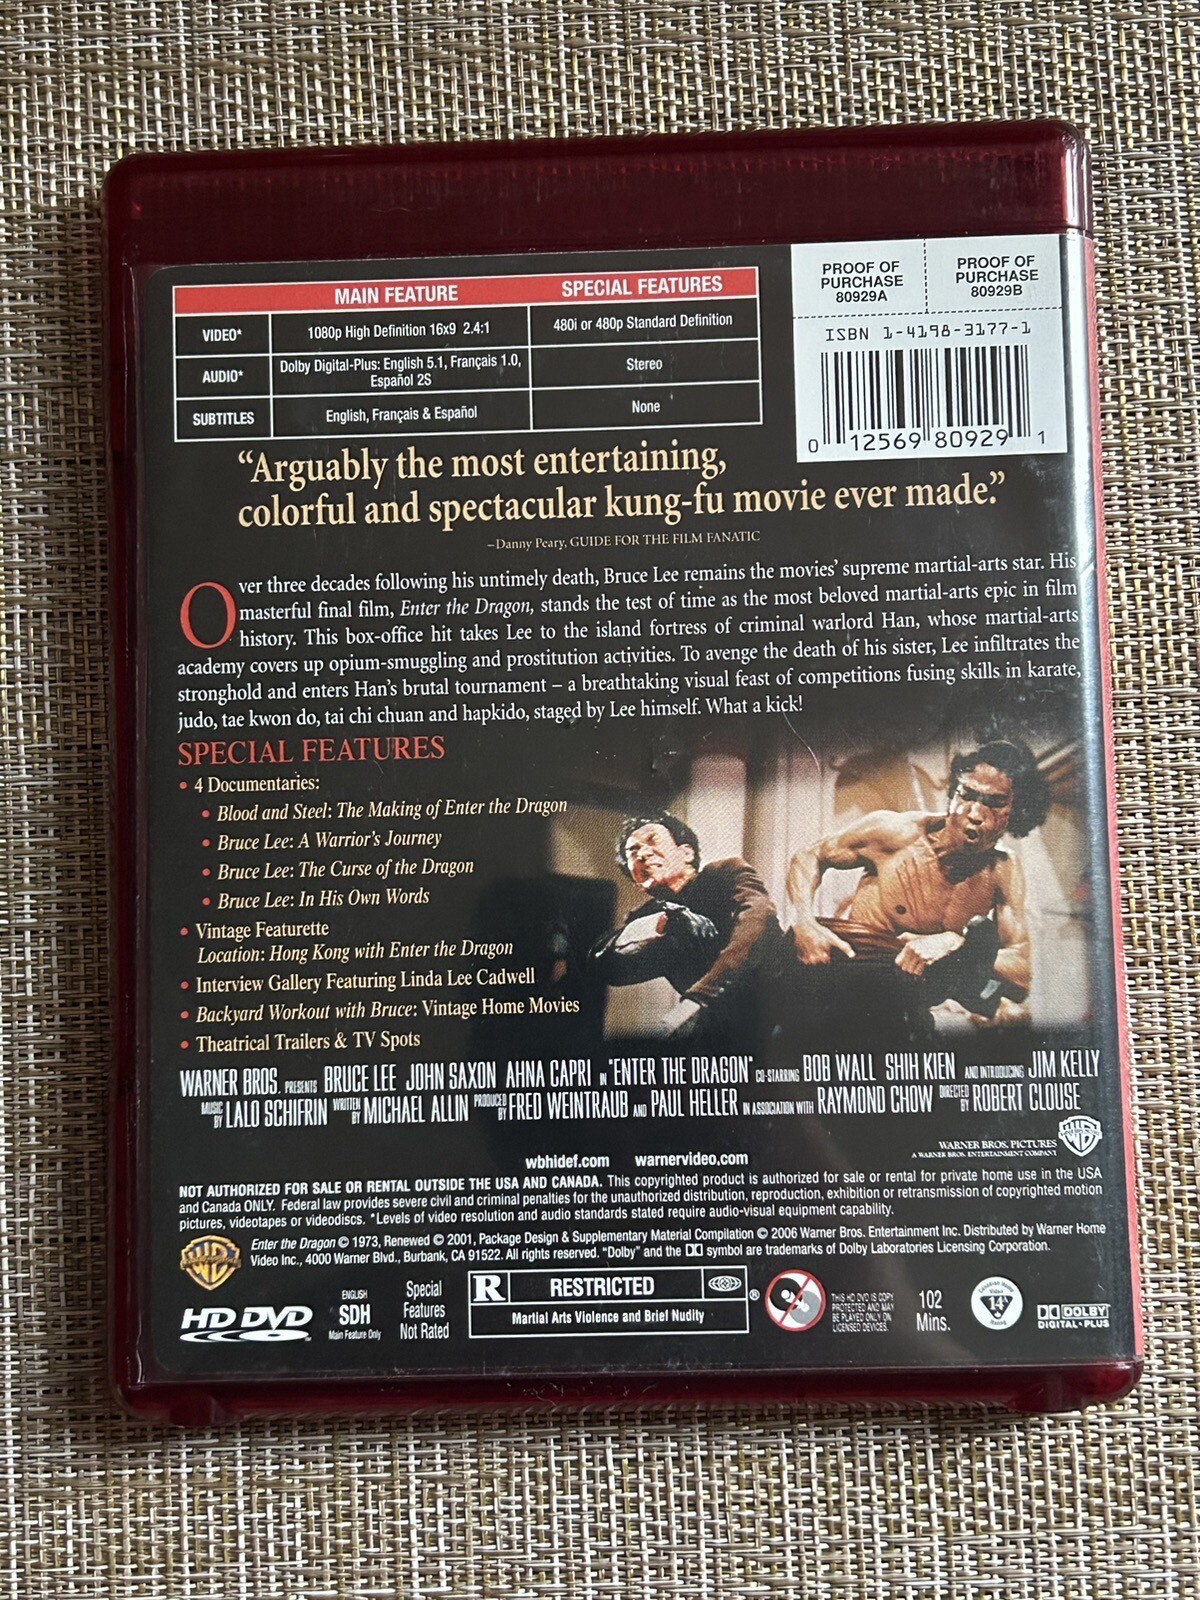 PROOF OF PURCHASE 80929A
PROOF OF PURCHASE 80929B
ISBN 1-4198-3177-1
0 12569 80929 1
MAIN FEATURE SPECIAL FEATURES
VIDEO* 1080p High Definition 16x9 2.4:1 480i or 480p Standard Definition
AUDIO* Dolby Digital-Plus: English 5.1, Français 1.0, Español 2S Stereo
SUBTITLES English, Français & Español None
“Arguably the most entertaining,
colorful and spectacular kung-fu movie ever made.”
–Danny Peary, GUIDE FOR THE FILM FANATIC
Over three decades following his untimely death, Bruce Lee remains the movies’ supreme martial-arts star. His
masterful final film, Enter the Dragon, stands the test of time as the most beloved martial-arts epic in film
history. This box-office hit takes Lee to the island fortress of criminal warlord Han, whose martial-arts
academy covers up opium-smuggling and prostitution activities. To avenge the death of his sister, Lee infiltrates the
stronghold and enters Han’s brutal tournament – a breathtaking visual feast of competitions fusing skills in karate,
judo, tae kwon do, tai chi chuan and hapkido, staged by Lee himself. What a kick!
SPECIAL FEATURES
• 4 Documentaries:
• Blood and Steel: The Making of Enter the Dragon
• Bruce Lee: A Warrior’s Journey
• Bruce Lee: The Curse of the Dragon
• Bruce Lee: In His Own Words
• Vintage Featurette
Location: Hong Kong with Enter the Dragon
• Interview Gallery Featuring Linda Lee Cadwell
• Backyard Workout with Bruce: Vintage Home Movies
• Theatrical Trailers & TV Spots
WARNER BROS. PRESENTS BRUCE LEE JOHN SAXON AHNA CAPRI IN "ENTER THE DRAGON" CO-STARRING BOB WALL SHIH KIEN AND INTRODUCING JIM KELLY
MUSIC BY LALO SCHIFRIN WRITTEN BY MICHAEL ALLIN PRODUCED BY FRED WEINTRAUB AND PAUL HELLER IN ASSOCIATION WITH RAYMOND CHOW DIRECTED BY ROBERT CLOUSE
WARNER BROS. PICTURES
A WARNER BROS. ENTERTAINMENT COMPANY
wbhidef.com warnervideo.com
NOT AUTHORIZED FOR SALE OR RENTAL OUTSIDE THE USA AND CANADA. This copyrighted product is authorized for sale or rental for private home use in the USA
and Canada ONLY. Federal law provides severe civil and criminal penalties for the unauthorized distribution, reproduction, exhibition or retransmission of copyrighted motion
pictures, videotapes or videodiscs. *Levels of video resolution and audio standards stated require audio-visual equipment capability.
Enter the Dragon © 1973, Renewed © 2001, Package Design & Supplementary Material Compilation © 2006 Warner Bros. Entertainment Inc. Distributed by Warner Home
Video Inc., 4000 Warner Blvd., Burbank, CA 91522. All rights reserved. “Dolby” and the DD symbol are trademarks of Dolby Laboratories Licensing Corporation.
HD DVD
ENGLISH
SDH
Main Feature Only
Special
Features
Not Rated
R RESTRICTED ®
Martial Arts Violence and Brief Nudity
THIS HD DVD IS COPY
PROTECTED AND MAY
BE PLAYED ONLY ON
LICENSED DEVICES.
102
Mins.
14A
DOLBY
DIGITAL-PLUS